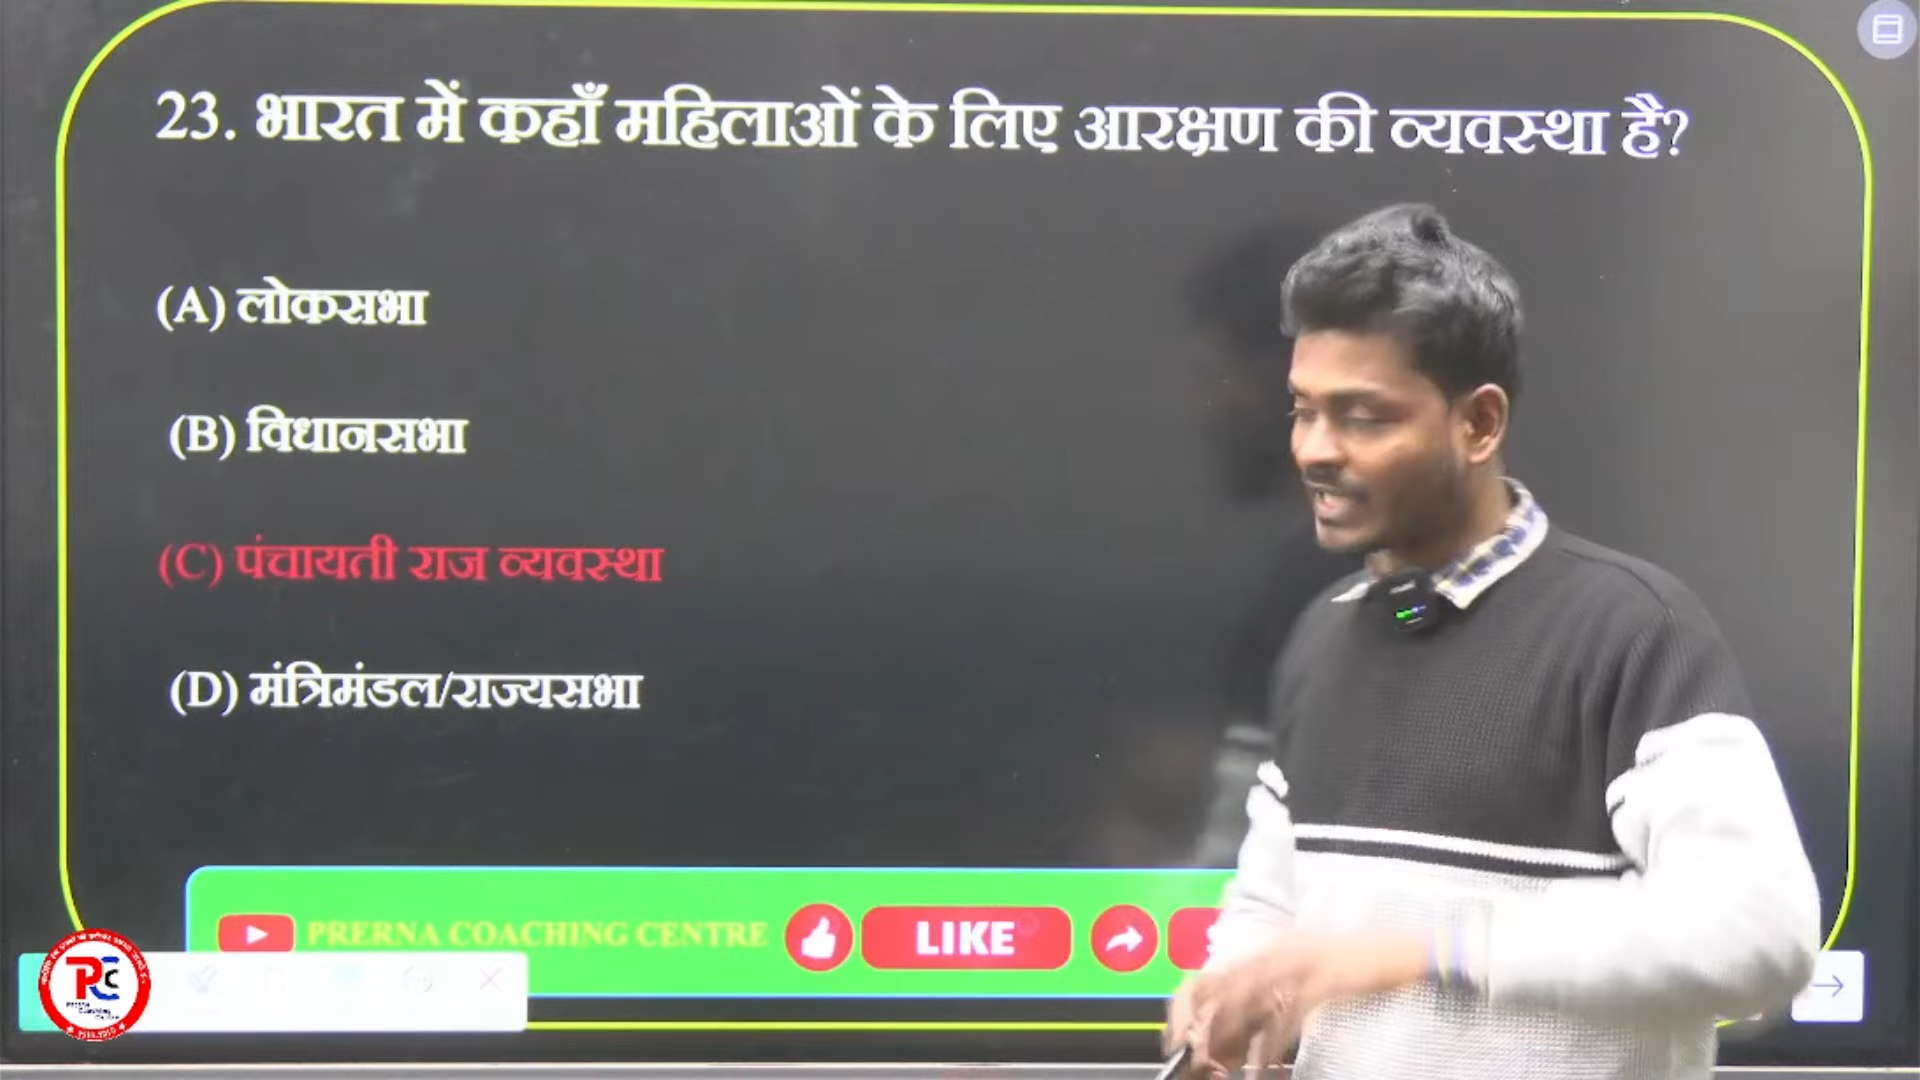 23. भारत में कहाँ महिलाओं के लिए आरक्षण की व्यवस्था है?
(A) लोकसभा
(B) विधानसभा
(C) पंचायती राज व्यवस्था
(D) मंत्रिमंडल/राज्यसभा
PRERNA COACHING CENTRE
LIKE